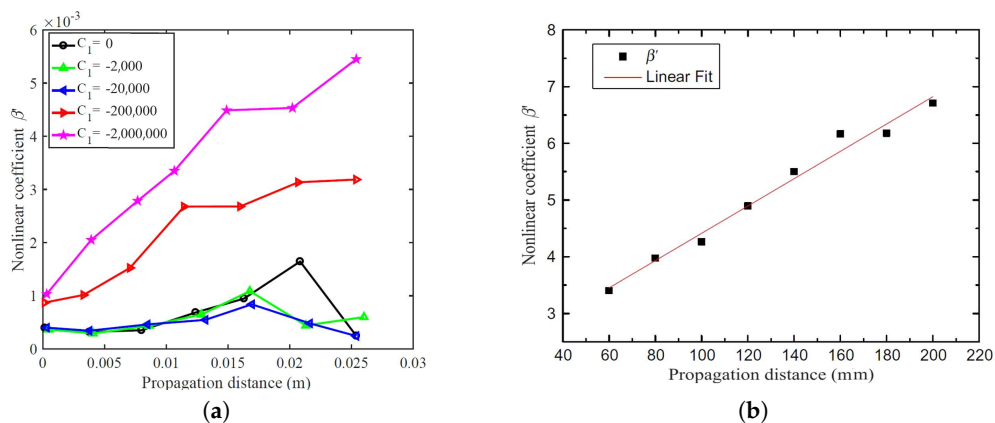 ×10⁻³
6
5
4
3
2
1
0
C₁= 0
C₁= -2,000
C₁= -20,000
C₁= -200,000
C₁= -2,000,000
Nonlinear coefficient β'
0 0.005 0.01 0.015 0.02 0.025 0.03
Propagation distance (m)
(a)
8
7
6
5
4
3
β'
Linear Fit
Nonlinear coefficient β'
40 60 80 100 120 140 160 180 200 220
Propagation distance (mm)
(b)